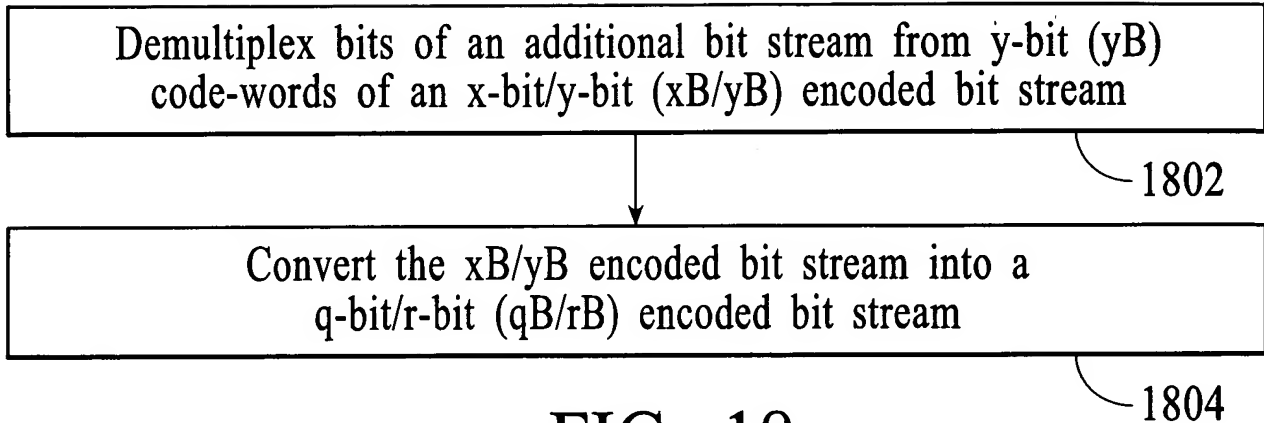 Demultiplex bits of an additional bit stream from y-bit (yB)
code-words of an x-bit/y-bit (xB/yB) encoded bit stream
1802
Convert the xB/yB encoded bit stream into a
q-bit/r-bit (qB/rB) encoded bit stream
1804